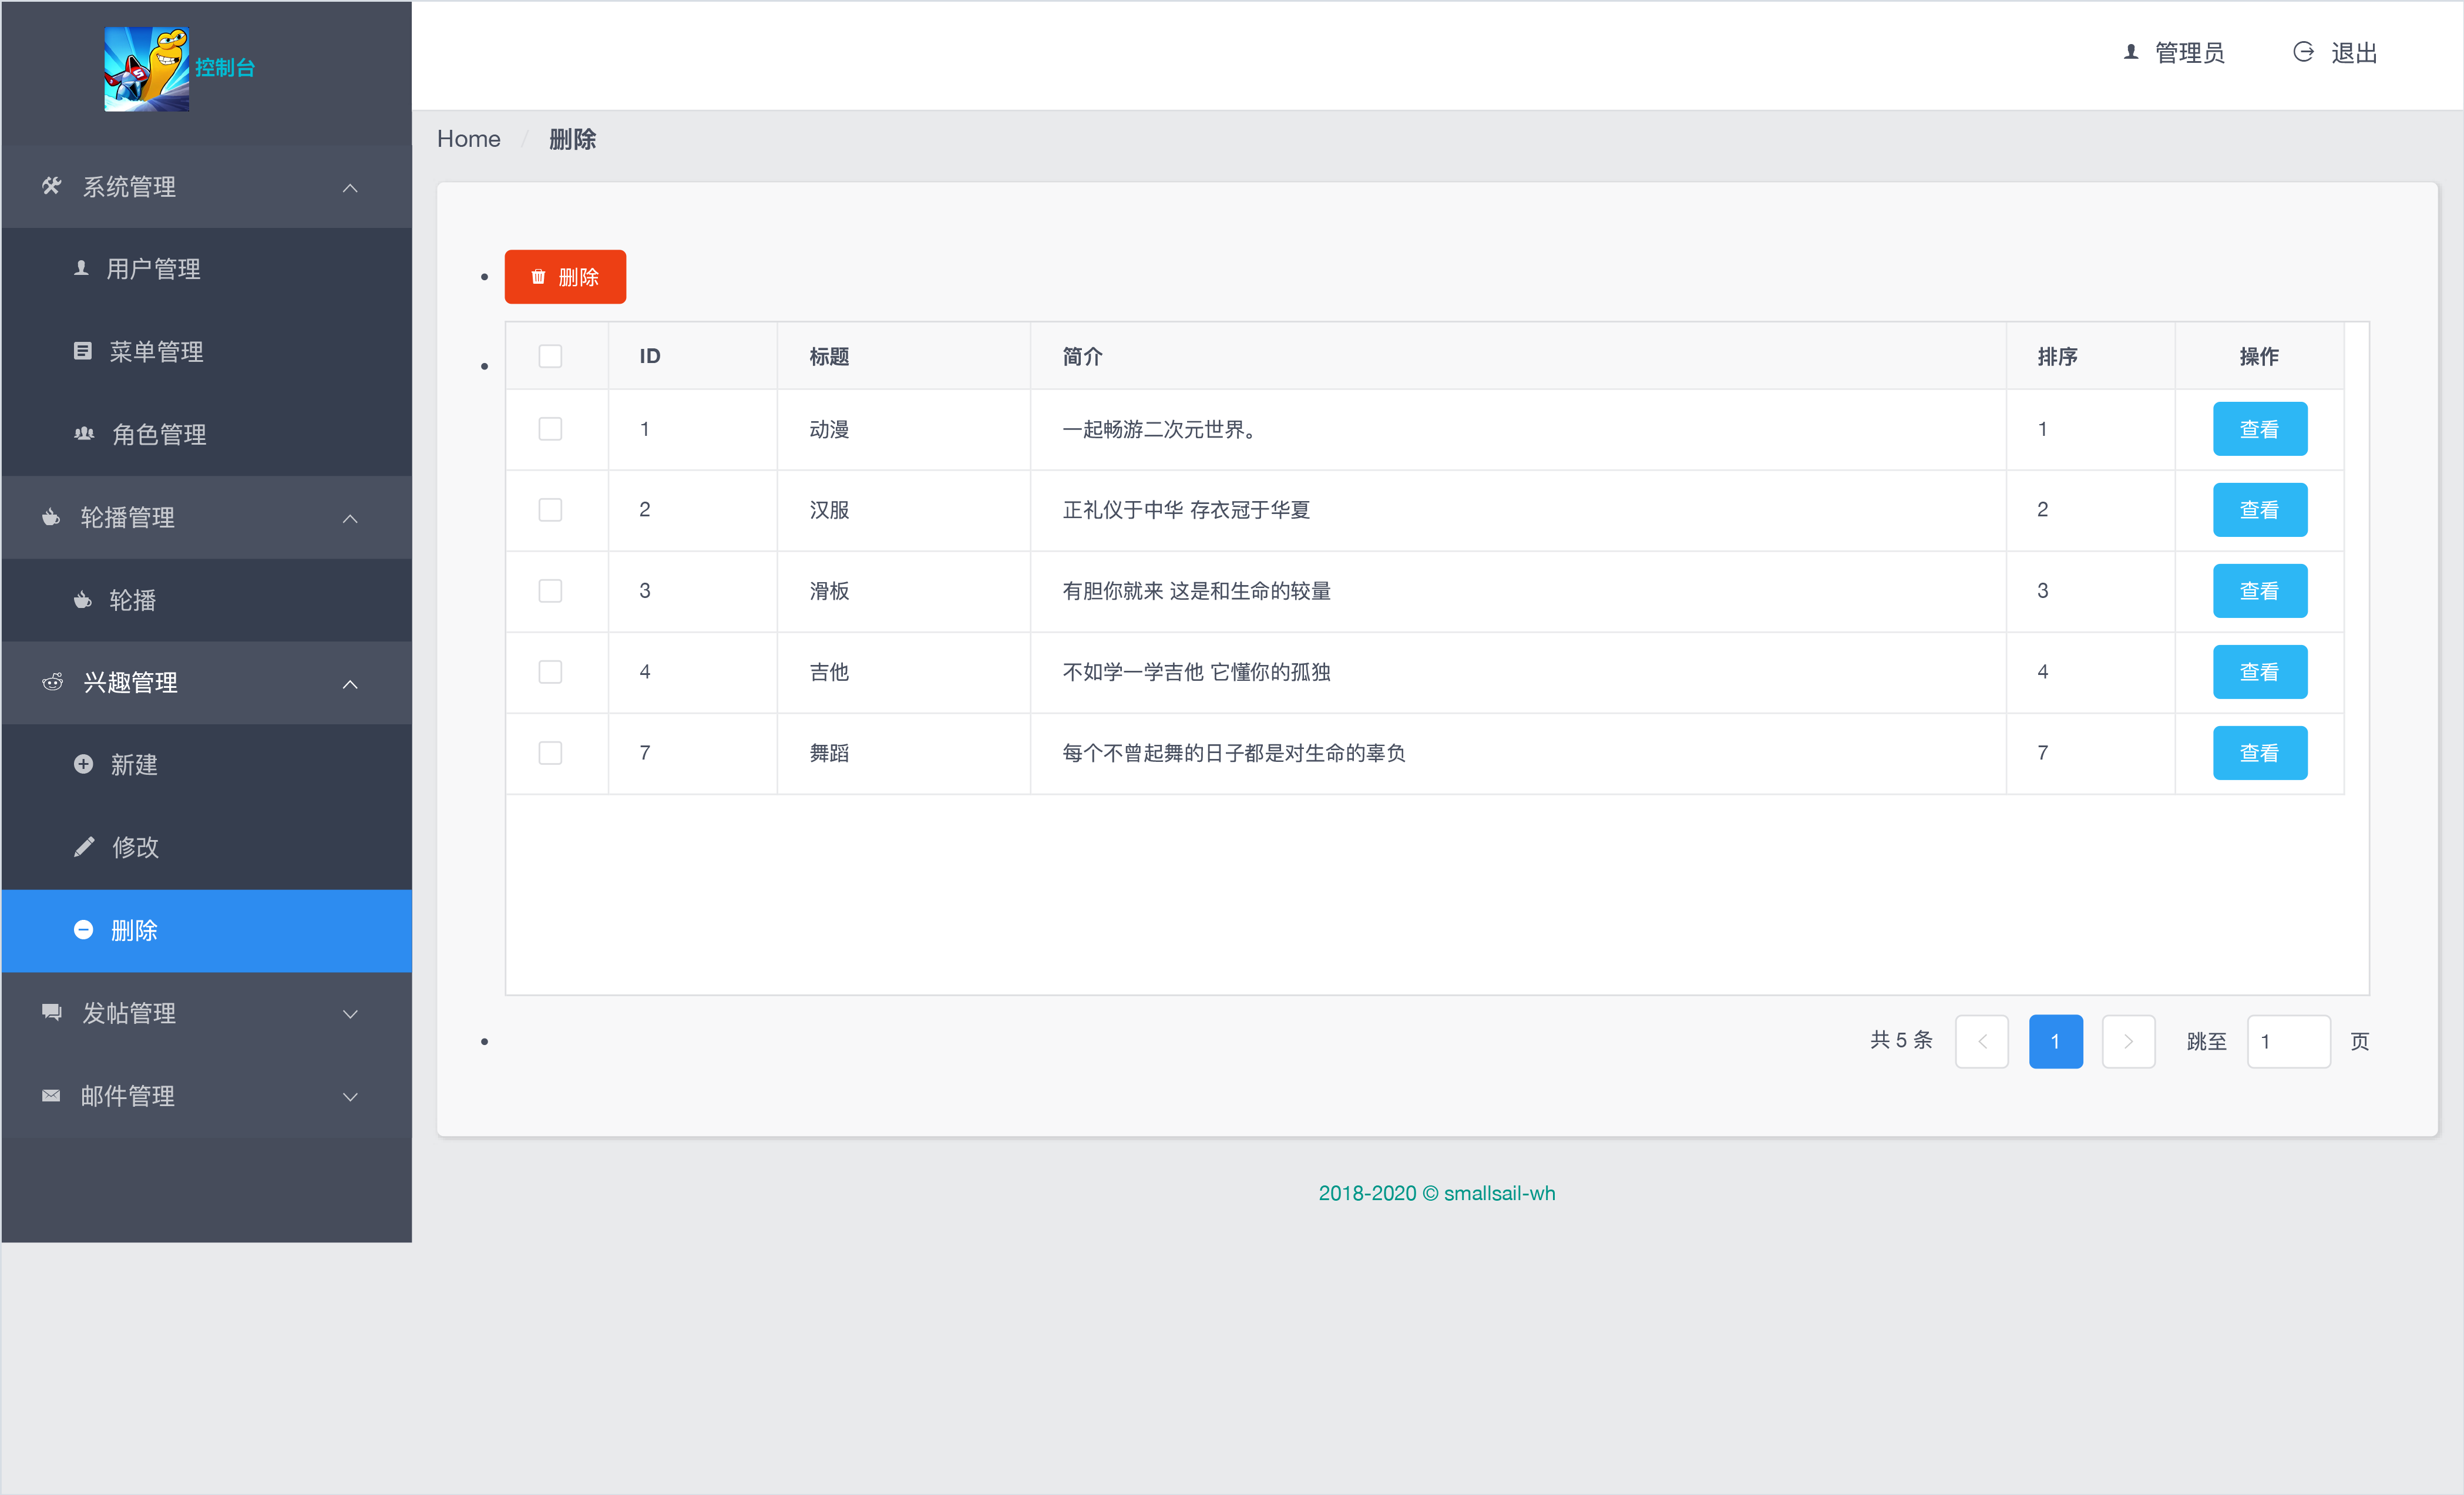 控制台
管理员 退出
系统管理
用户管理
菜单管理
角色管理
轮播管理
轮播
兴趣管理
新建
修改
删除
发帖管理
邮件管理
Home / 删除
删除
ID 标题 简介 排序 操作
1 动漫 一起畅游二次元世界。 1 查看
2 汉服 正礼仪于中华 存衣冠于华夏 2 查看
3 滑板 有胆你就来 这是和生命的较量 3 查看
4 吉他 不如学一学吉他 它懂你的孤独 4 查看
7 舞蹈 每个不曾起舞的日子都是对生命的辜负 7 查看
共 5 条 1 跳至 1 页
2018-2020 © smallsail-wh